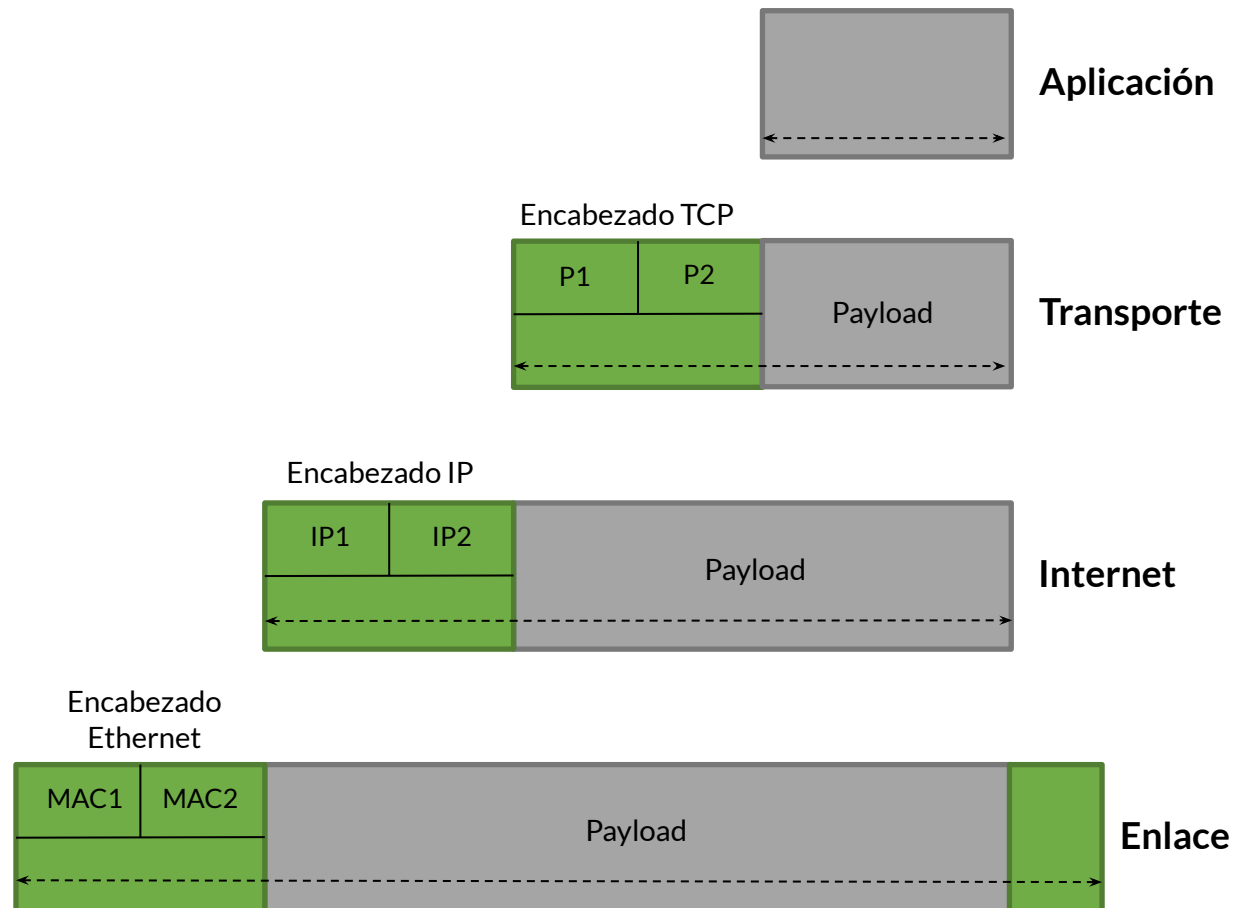 Aplicación
Encabezado TCP
P1 P2
Payload
Transporte
Encabezado IP
IP1 IP2
Payload
Internet
Encabezado
Ethernet
MAC1 MAC2
Payload
Enlace